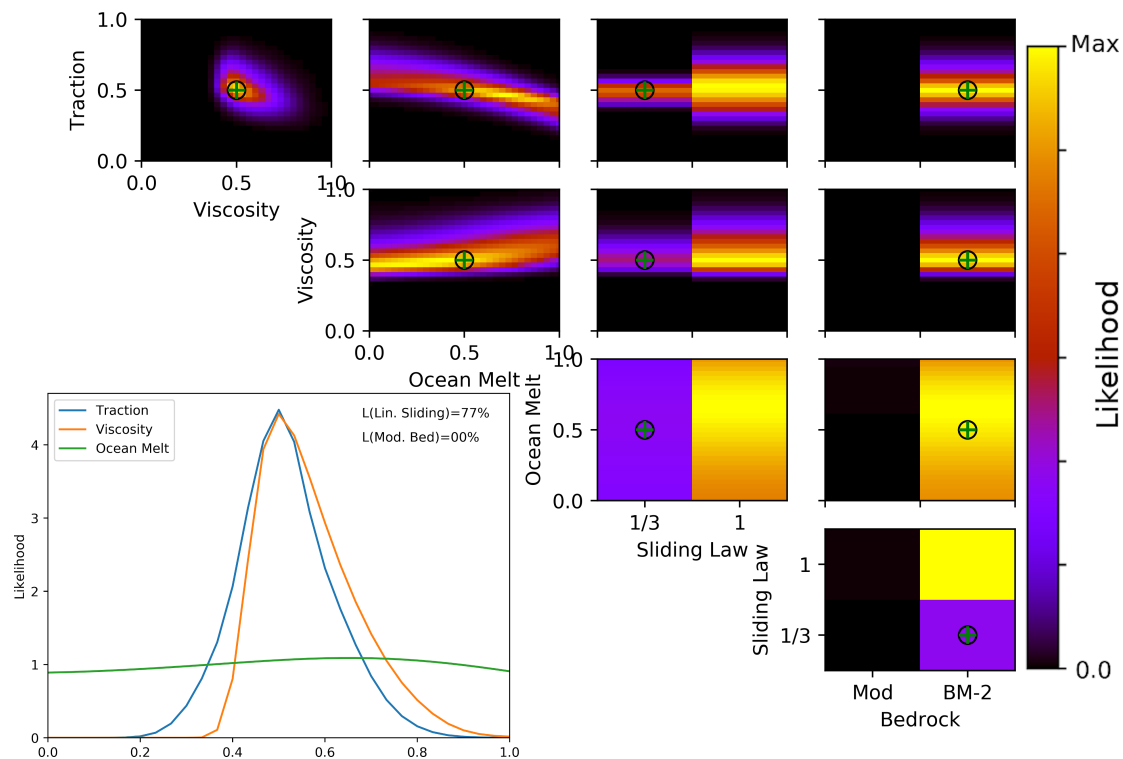 1.0
0.5
0.0
Traction
0.0 0.5 1.0
Viscosity
1.0
0.5
0.0
Viscosity
0.0 0.5 1.0
Ocean Melt
1.0
0.5
0.0
Ocean Melt
1/3 1
Sliding Law
1
1/3
Sliding Law
Mod BM-2
Bedrock
Max
Likelihood
0.0
Traction
Viscosity
Ocean Melt
L(Lin. Sliding)=77%
L(Mod. Bed)=00%
4
3
2
1
0
Likelihood
0.0 0.2 0.4 0.6 0.8 1.0